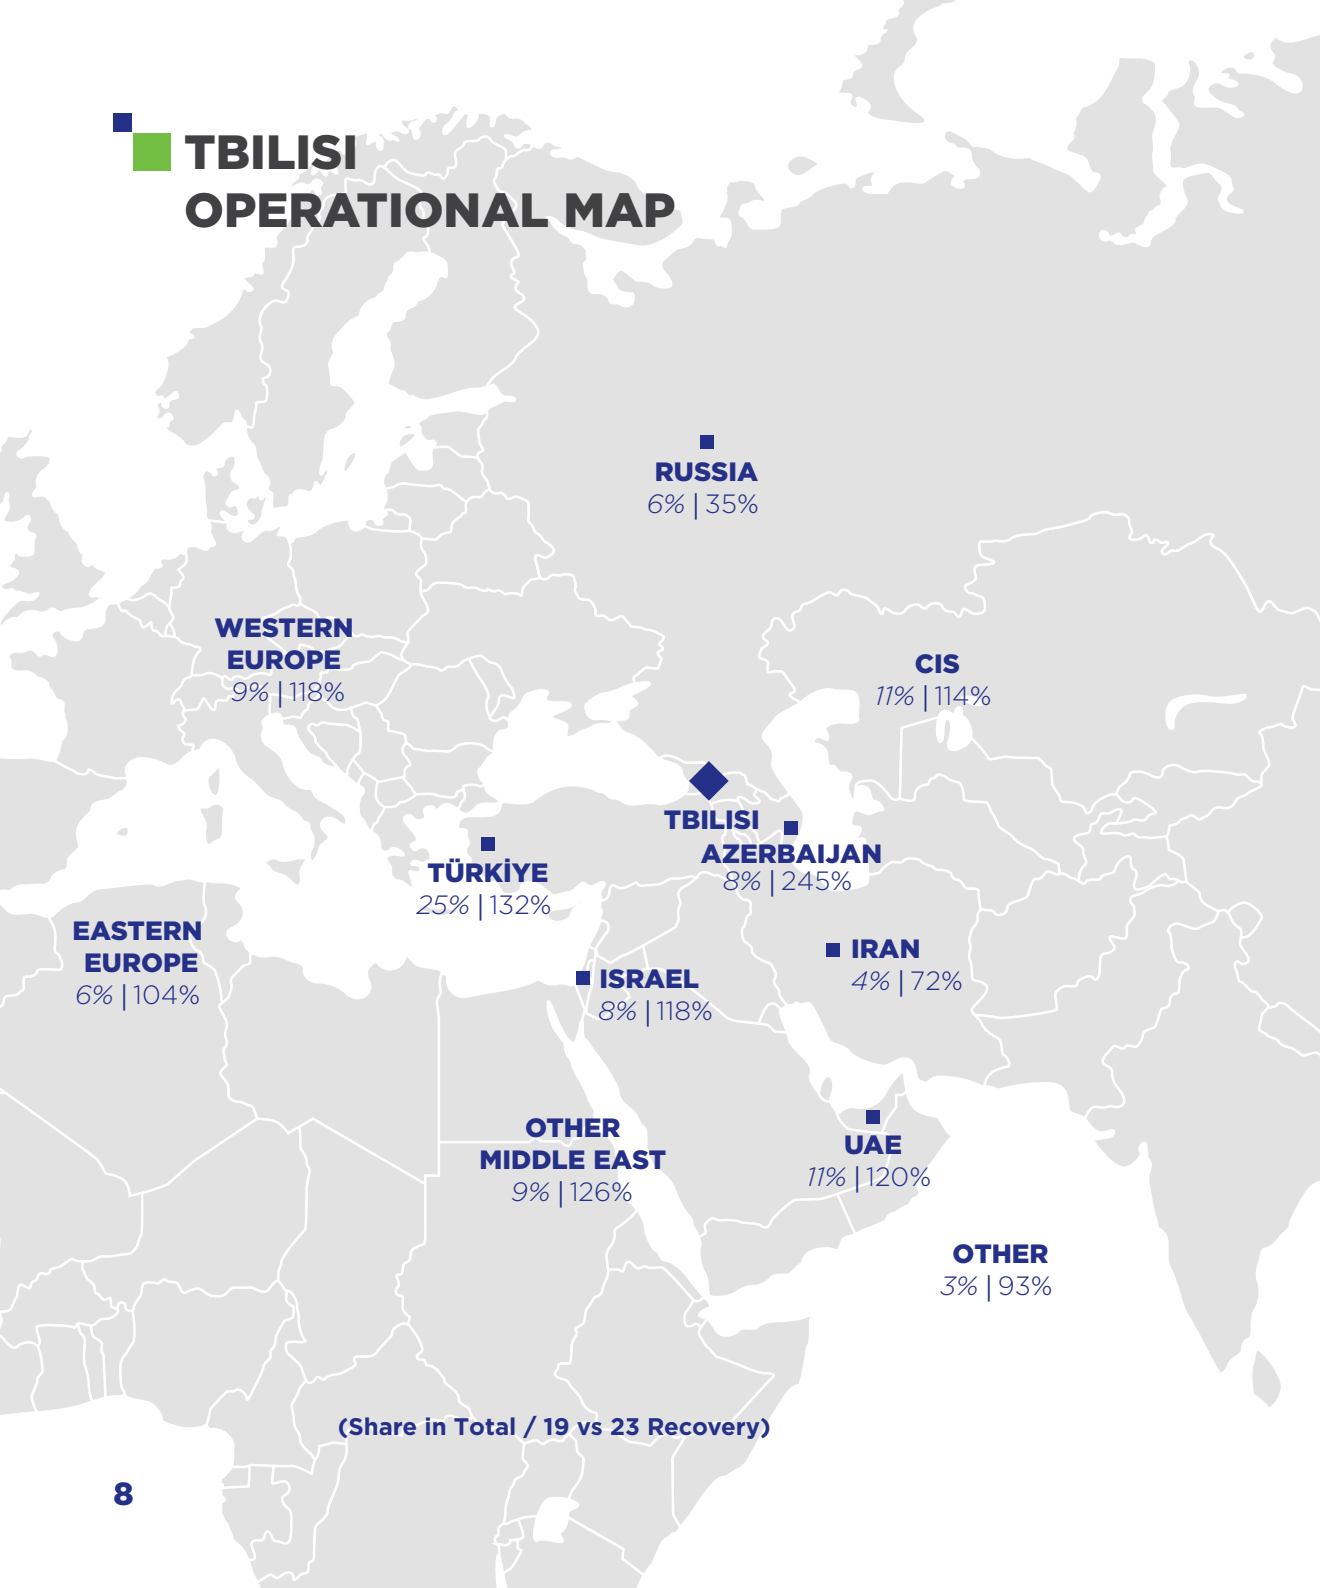 TBILISI
OPERATIONAL MAP
RUSSIA
6% | 35%
WESTERN
EUROPE
9% | 118%
CIS
11% | 114%
TBILISI
AZERBAIJAN
8% | 245%
TÜRKİYE
25% | 132%
EASTERN
EUROPE
6% | 104%
IRAN
4% | 72%
ISRAEL
8% | 118%
OTHER
MIDDLE EAST
9% | 126%
UAE
11% | 120%
OTHER
3% | 93%
(Share in Total / 19 vs 23 Recovery)
8